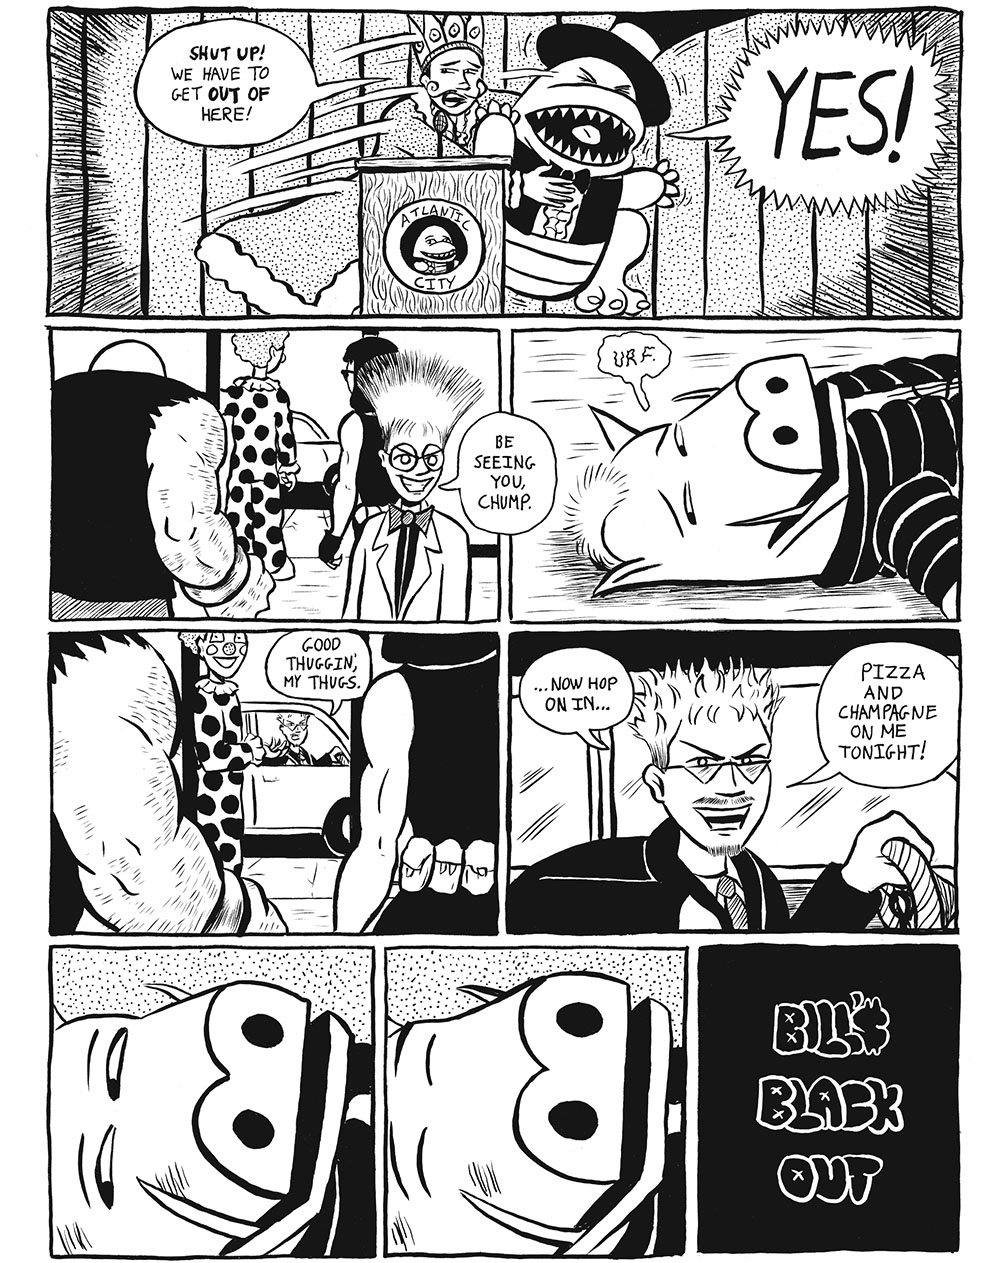 SHUT UP!
WE HAVE TO
GET OUT OF
HERE!
YES!
ATLANTIC
CITY
BE
SEEING
YOU,
CHUMP.
URF.
GOOD
THUGGIN',
MY THUGS.
...NOW HOP
ON IN...
PIZZA
AND
CHAMPAGNE
ON ME
TONIGHT!
BILL'S
BLACK
OUT